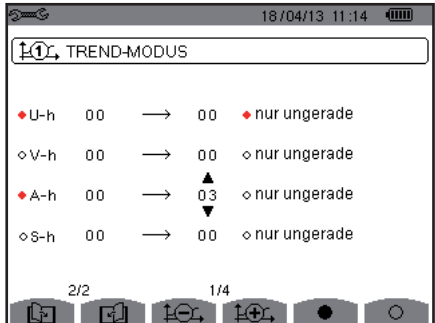 18/04/13 11:14
1 TREND-MODUS
U-h 00 → 00 nur ungerade
V-h 00 → 00 nur ungerade
A-h 00 → 03 nur ungerade
S-h 00 → 00 nur ungerade
2/2 1/4